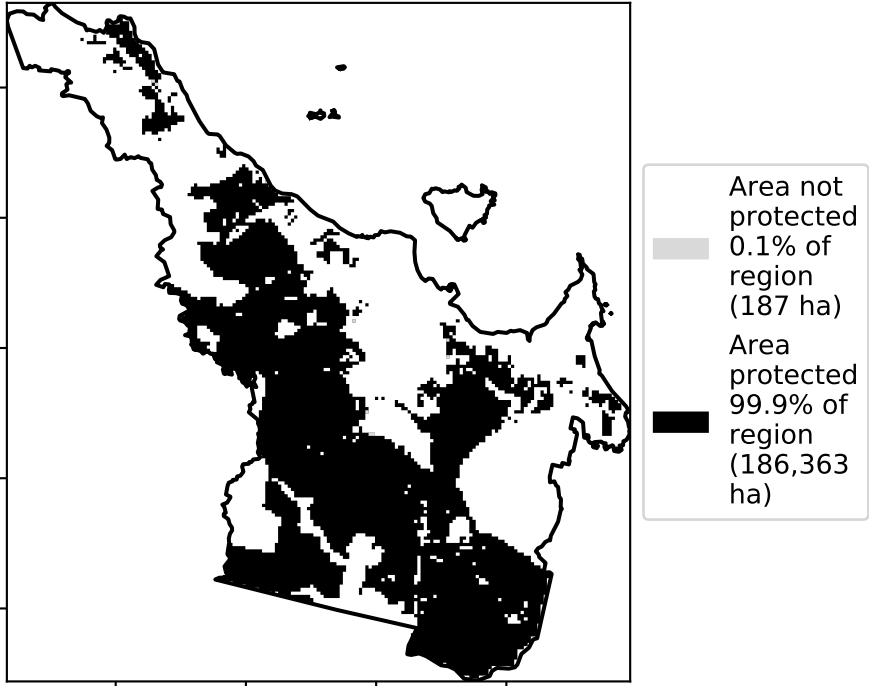 Area not
protected
0.1% of
region
(187 ha)
Area
protected
99.9% of
region
(186,363
ha)